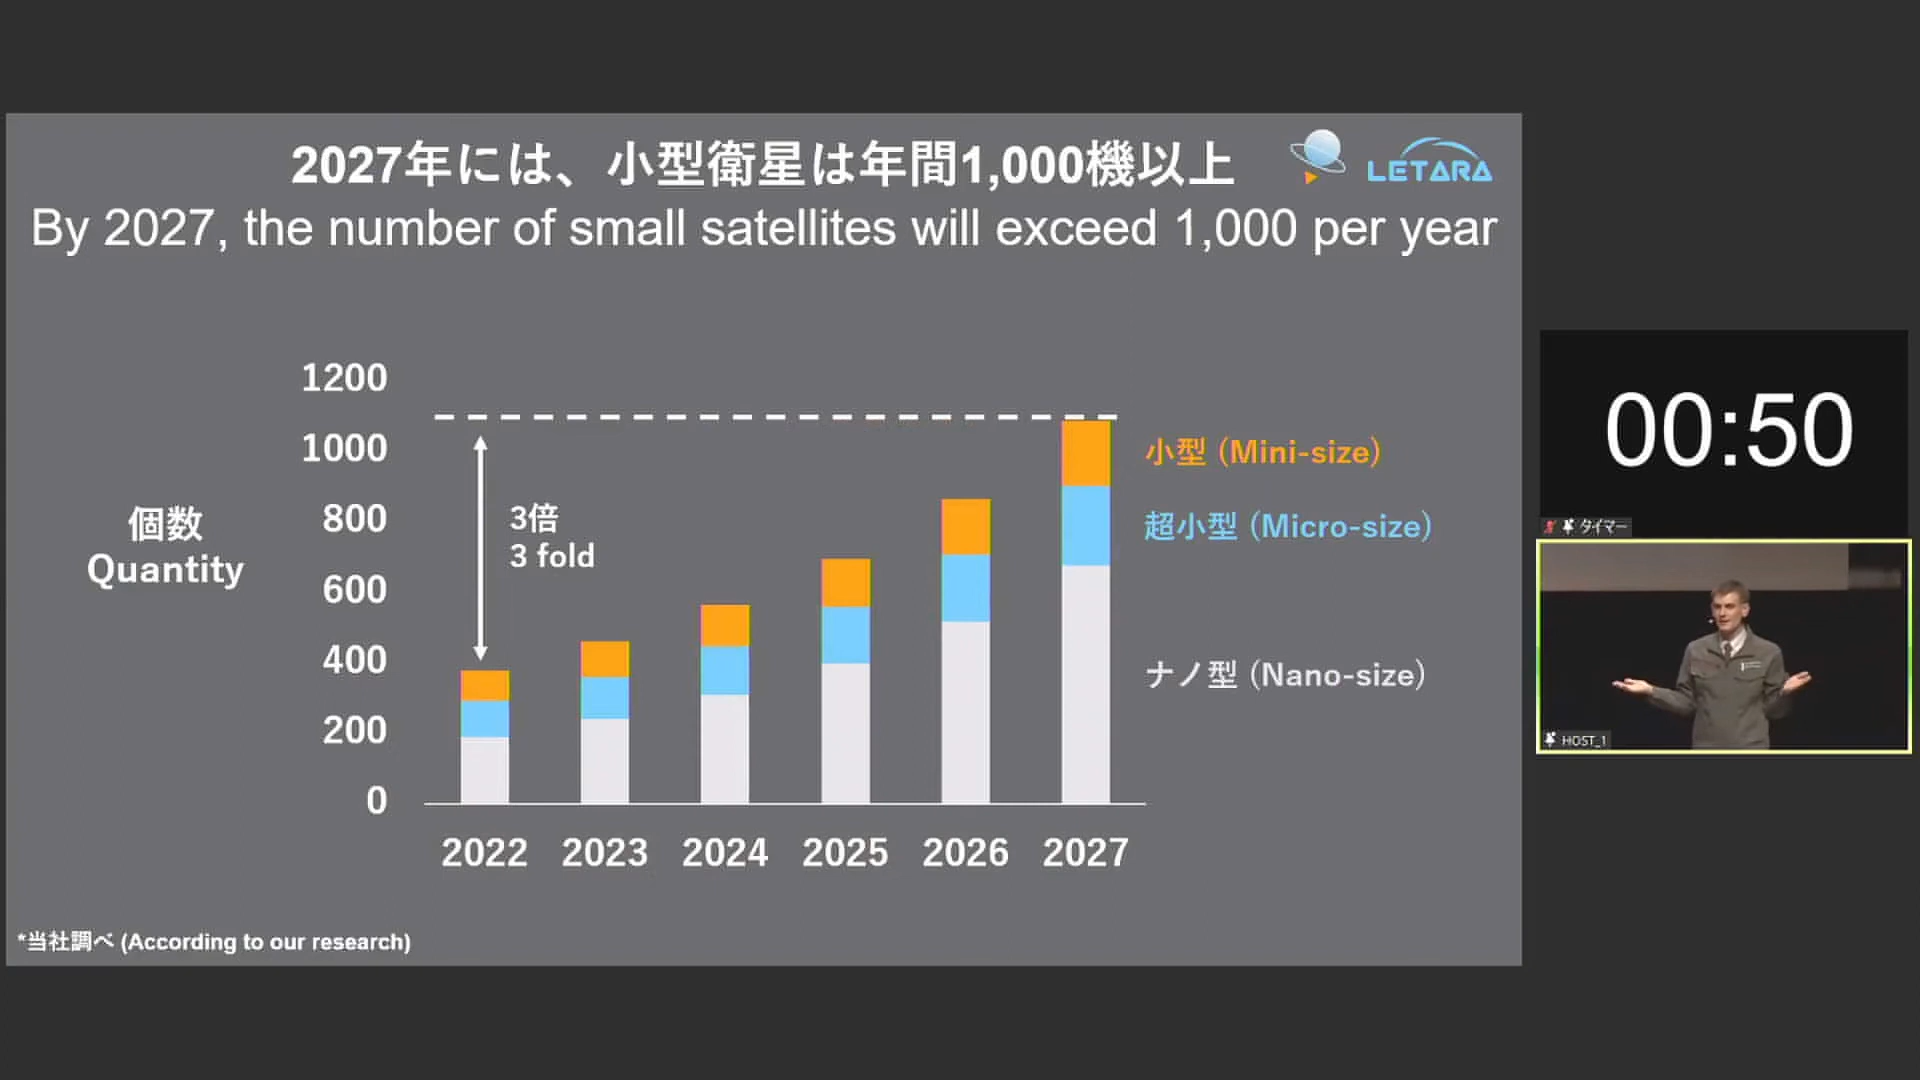 2027年には、小型衛星は年間1,000機以上
LETARA
By 2027, the number of small satellites will exceed 1,000 per year
1200
1000
800
600
400
200
0
個数
Quantity
3倍
3 fold
小型 (Mini-size)
超小型 (Micro-size)
ナノ型 (Nano-size)
2022 2023 2024 2025 2026 2027
*当社調べ (According to our research)
00:50
タイマー
HOST_1